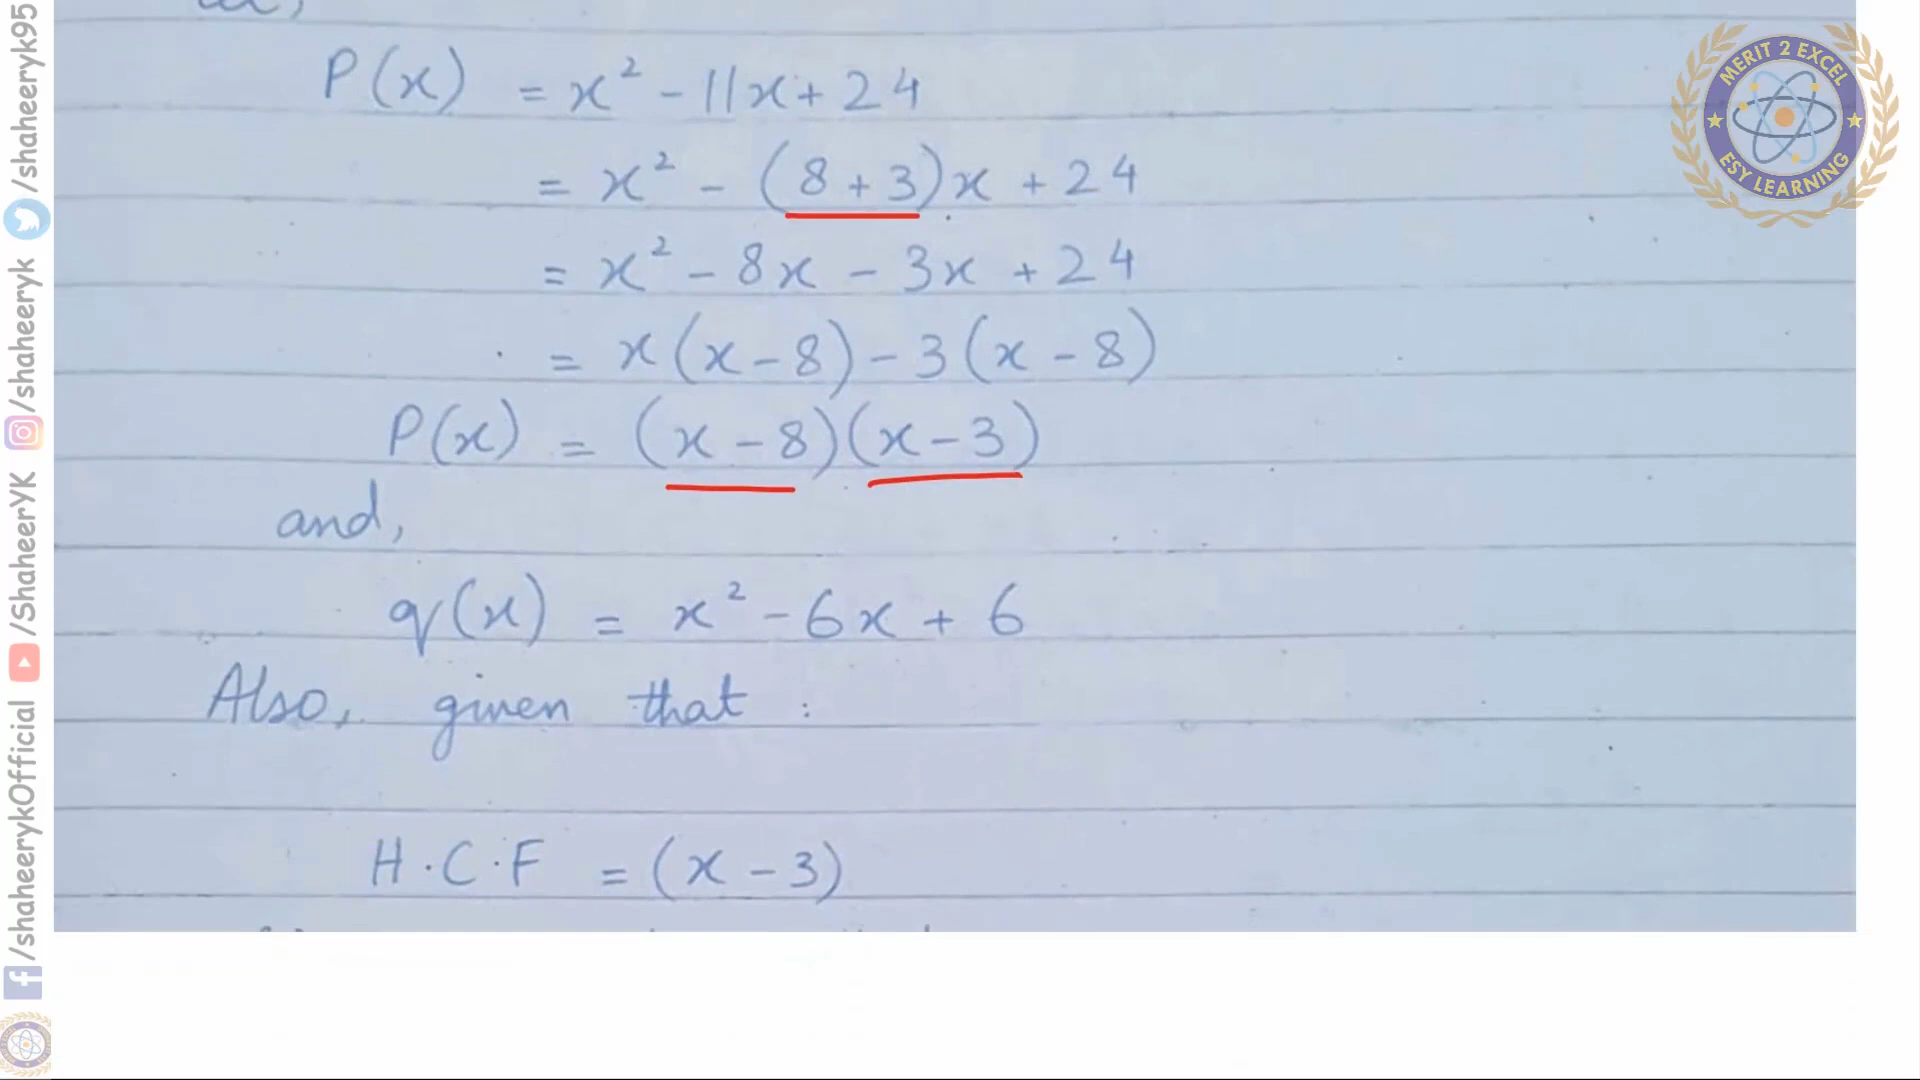 P(x) = x² - 11x + 24
= x² - (8 + 3)x + 24
= x² - 8x - 3x + 24
= x(x - 8) - 3(x - 8)
P(x) = (x - 8)(x - 3)
and,
q(x) = x² - 6x + 6
Also, given that :
H.C.F = (x - 3)
MERIT 2 EXCEL
ESY LEARNING
/shaheeryk95
/shaheeryk
/ShaheerYK
/shaheerykOfficial